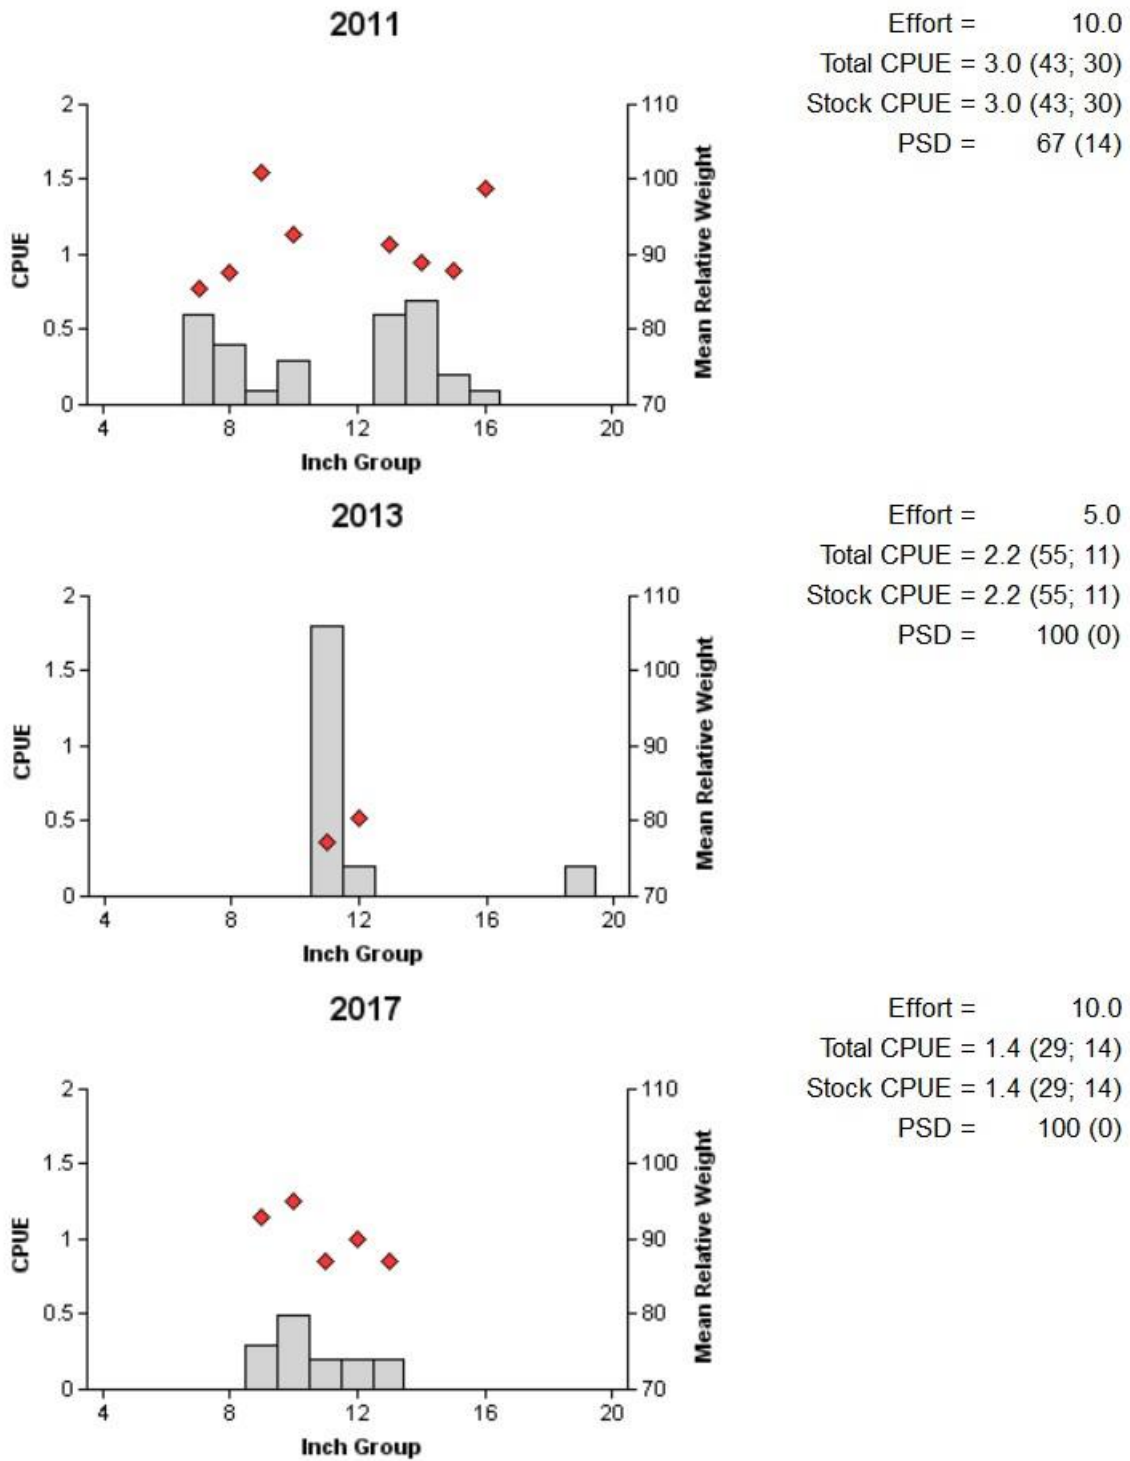 2011
Effort = 10.0
Total CPUE = 3.0 (43; 30)
Stock CPUE = 3.0 (43; 30)
PSD = 67 (14)
2 110
1.5 100
1 90
0.5 80
0 70
CPUE
Mean Relative Weight
4 8 12 16 20
Inch Group
2013
Effort = 5.0
Total CPUE = 2.2 (55; 11)
Stock CPUE = 2.2 (55; 11)
PSD = 100 (0)
2 110
1.5 100
1 90
0.5 80
0 70
CPUE
Mean Relative Weight
4 8 12 16 20
Inch Group
2017
Effort = 10.0
Total CPUE = 1.4 (29; 14)
Stock CPUE = 1.4 (29; 14)
PSD = 100 (0)
2 110
1.5 100
1 90
0.5 80
0 70
CPUE
Mean Relative Weight
4 8 12 16 20
Inch Group